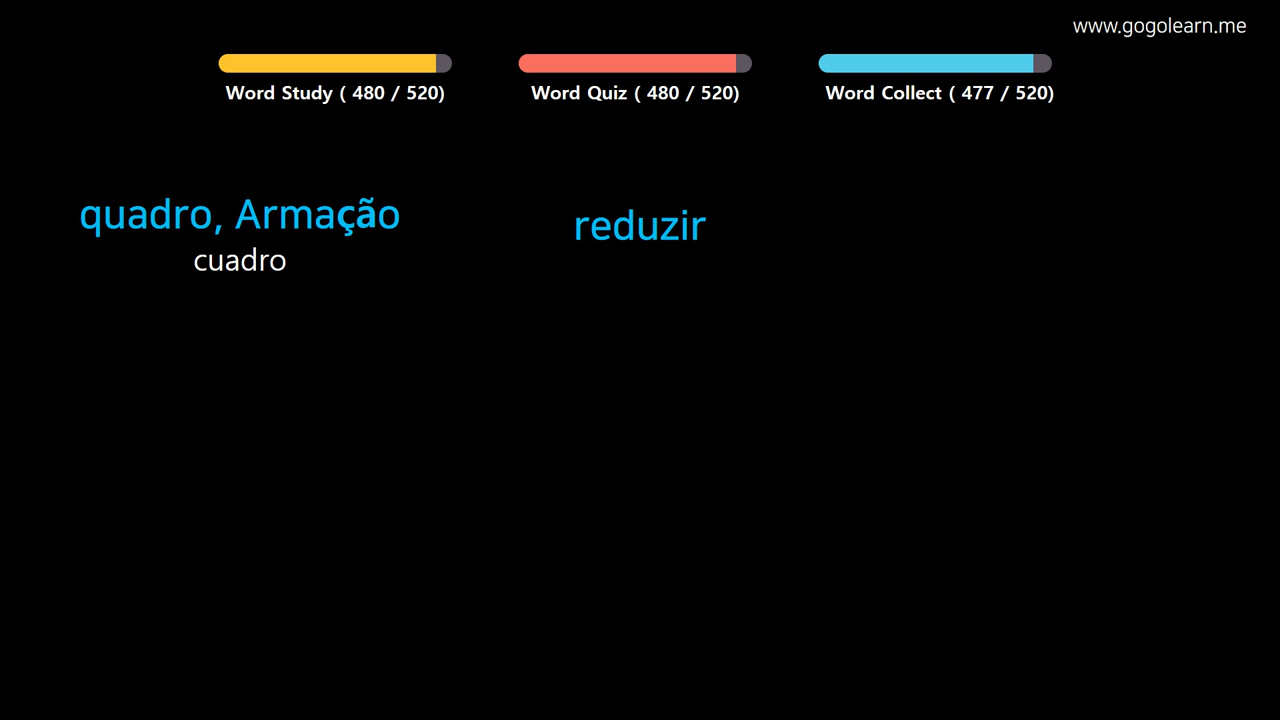 www.gogolearn.me
Word Study ( 480 / 520)
Word Quiz ( 480 / 520)
Word Collect ( 477 / 520)
quadro, Armação
cuadro
reduzir